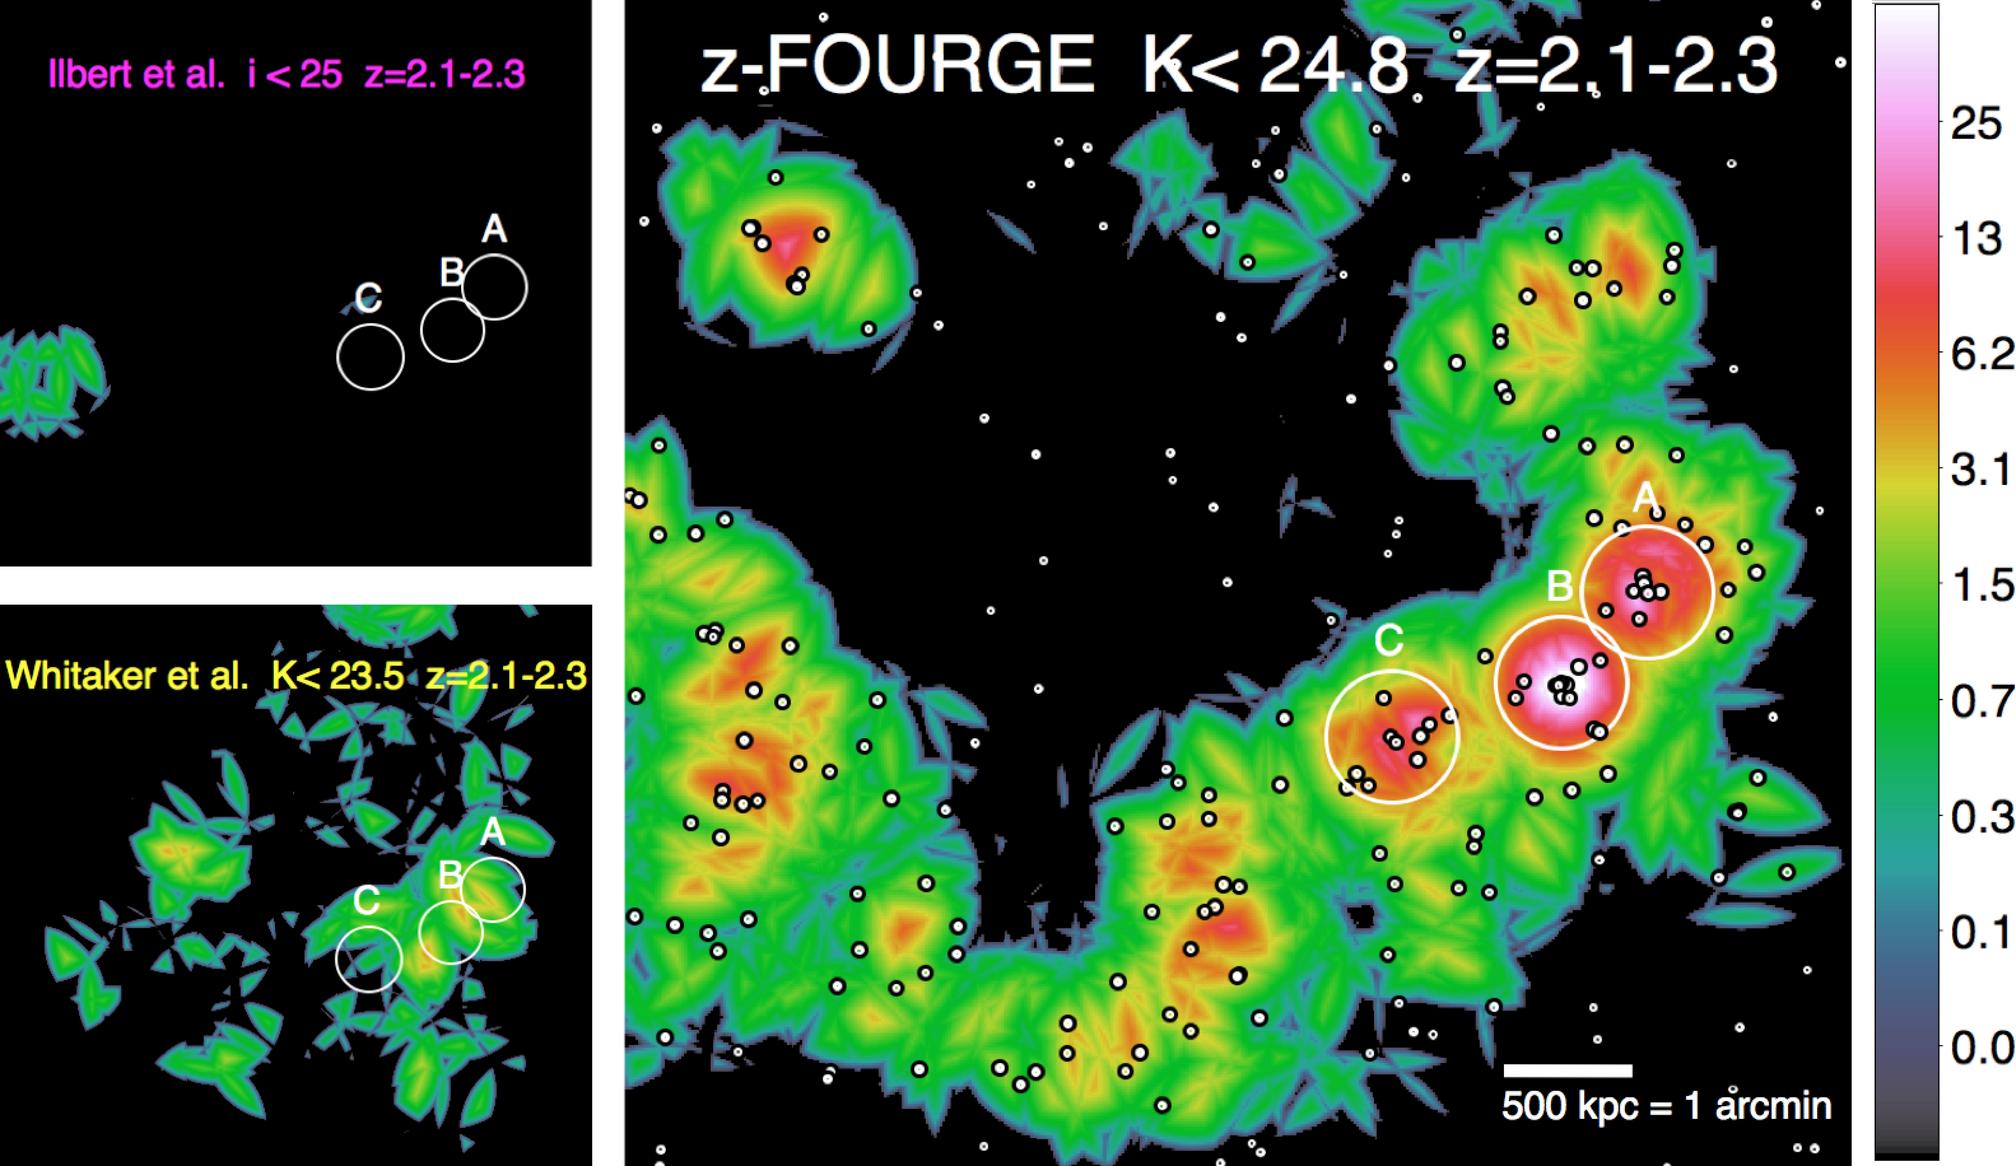 Ilbert et al. i < 25 z=2.1-2.3
A
B
C
Whitaker et al. K< 23.5 z=2.1-2.3
A
B
C
z-FOURGE K< 24.8 z=2.1-2.3
A
B
C
500 kpc = 1 arcmin
25
13
6.2
3.1
1.5
0.7
0.3
0.1
0.0